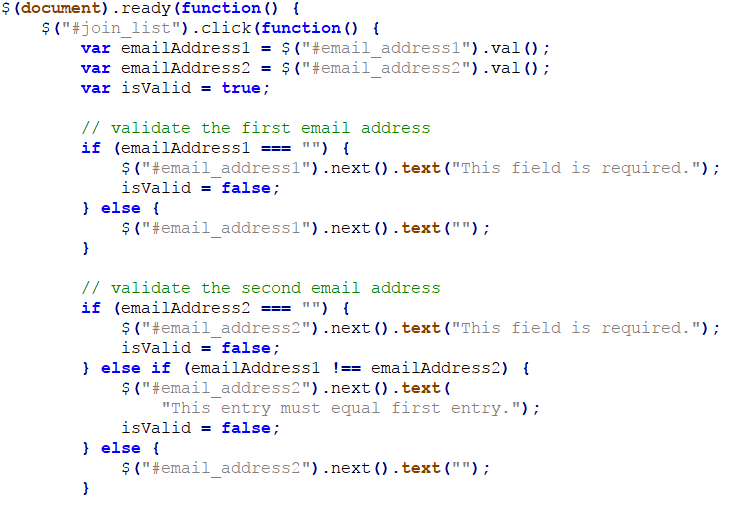 $(document).ready(function() {
    $("#join_list").click(function() {
        var emailAddress1 = $("#email_address1").val();
        var emailAddress2 = $("#email_address2").val();
        var isValid = true;

        // validate the first email address
        if (emailAddress1 === "") {
            $("#email_address1").next().text("This field is required.");
            isValid = false;
        } else {
            $("#email_address1").next().text("");
        }

        // validate the second email address
        if (emailAddress2 === "") {
            $("#email_address2").next().text("This field is required.");
            isValid = false;
        } else if (emailAddress1 !== emailAddress2) {
            $("#email_address2").next().text(
                "This entry must equal first entry.");
            isValid = false;
        } else {
            $("#email_address2").next().text("");
        }